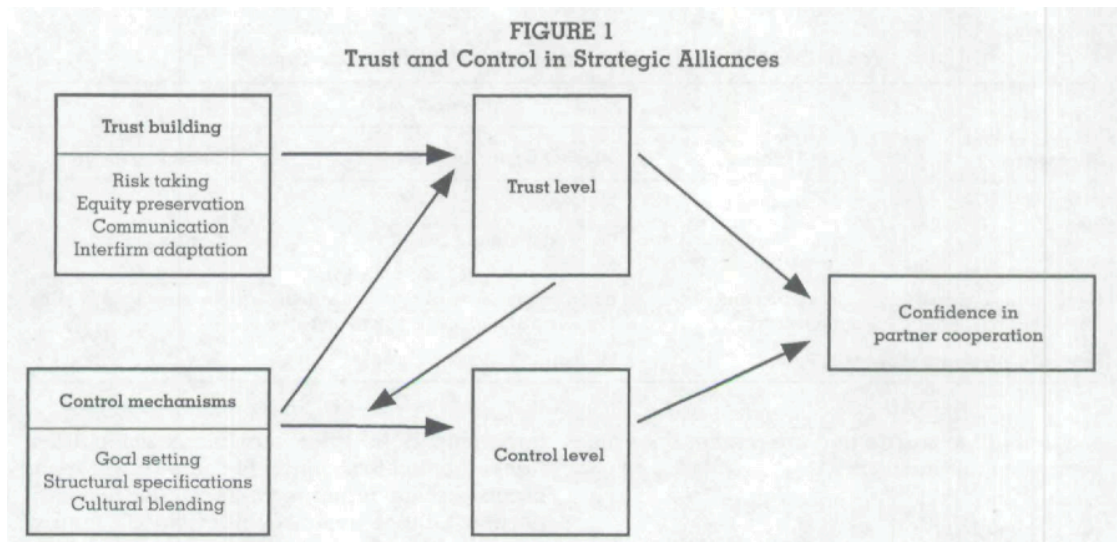 FIGURE 1
Trust and Control in Strategic Alliances
Trust building
Risk taking
Equity preservation
Communication
Interfirm adaptation
Trust level
Confidence in
partner cooperation
Control mechanisms
Goal setting
Structural specifications
Cultural blending
Control level